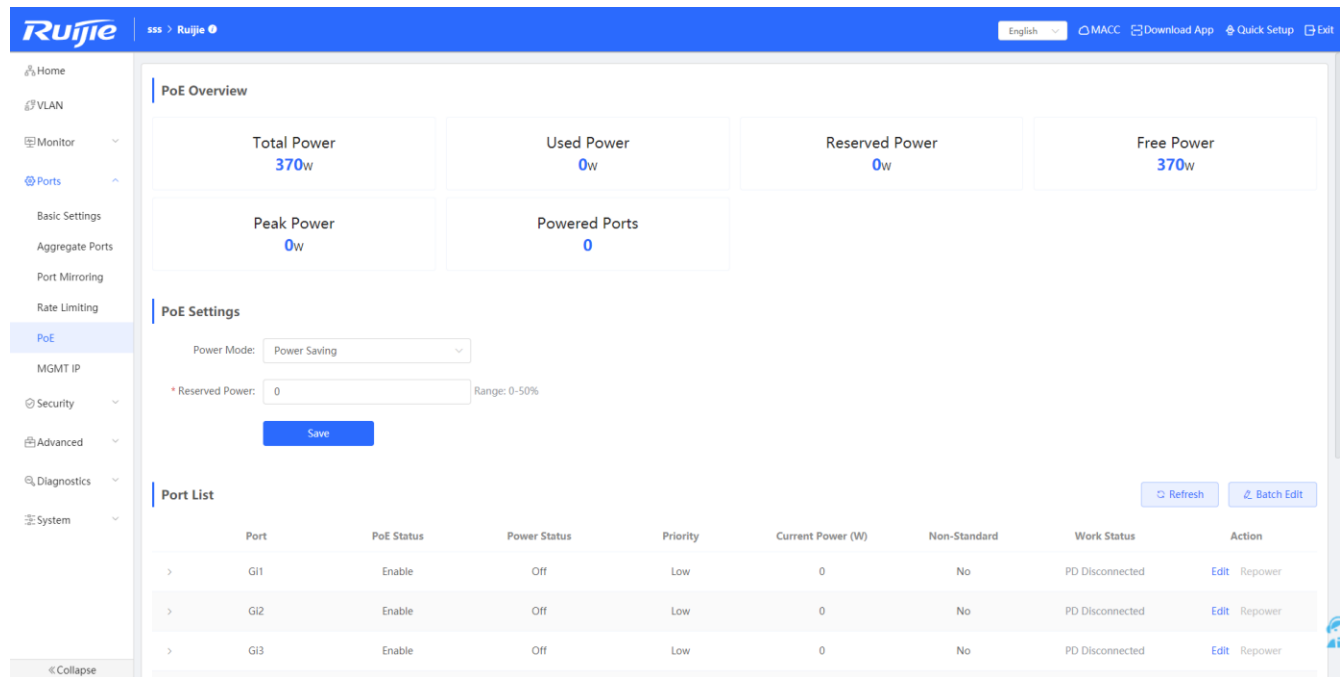 Ruijie
sss > Ruijie
English
MACC
Download App
Quick Setup
Exit
Home
VLAN
Monitor
Ports
Basic Settings
Aggregate Ports
Port Mirroring
Rate Limiting
PoE
MGMT IP
Security
Advanced
Diagnostics
System
«Collapse
PoE Overview
Total Power
370W
Used Power
0W
Reserved Power
0W
Free Power
370W
Peak Power
0W
Powered Ports
0
PoE Settings
Power Mode: Power Saving
* Reserved Power: 0 Range: 0-50%
Save
Port List
Refresh
Batch Edit
Port PoE Status Power Status Priority Current Power (W) Non-Standard Work Status Action
> Gi1 Enable Off Low 0 No PD Disconnected Edit Repower
> Gi2 Enable Off Low 0 No PD Disconnected Edit Repower
> Gi3 Enable Off Low 0 No PD Disconnected Edit Repower